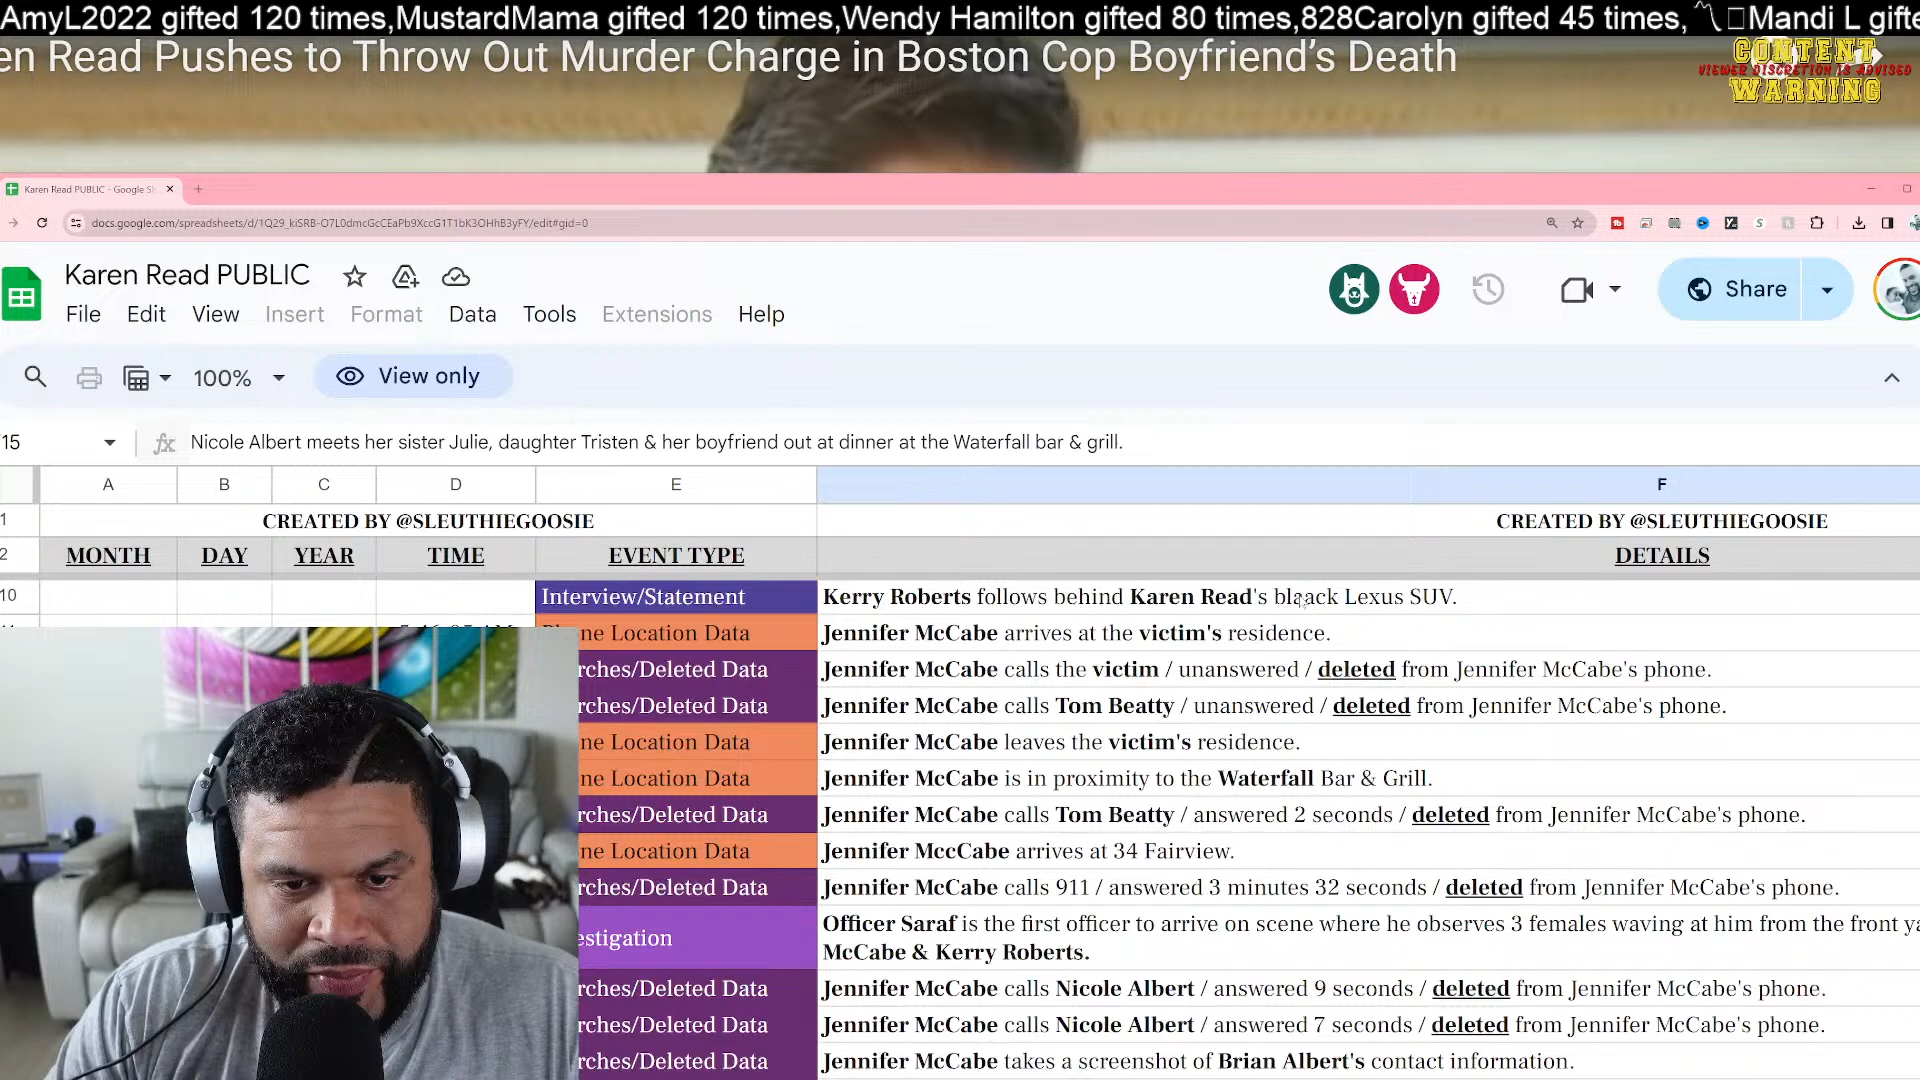 AmyL2022 gifted 120 times,MustardMama gifted 120 times,Wendy Hamilton gifted 80 times,828Carolyn gifted 45 times, Mandi L gifte
en Read Pushes to Throw Out Murder Charge in Boston Cop Boyfriend's Death
CONTENT
VIEWER DISCRETION IS ADVISED
WARNING
Karen Read PUBLIC - Google Sh
docs.google.com/spreadsheets/d/1Q29_kiSRB-O7L0dmcGcCEaPb9XccG1T1bK3OHhB3yFY/edit#gid=0
Karen Read PUBLIC
File Edit View Insert Format Data Tools Extensions Help
Share
100% View only
15 fx Nicole Albert meets her sister Julie, daughter Tristen & her boyfriend out at dinner at the Waterfall bar & grill.
A B C D E F
1 CREATED BY @SLEUTHIEGOOSIE CREATED BY @SLEUTHIEGOOSIE
2 MONTH DAY YEAR TIME EVENT TYPE DETAILS
10 Interview/Statement Kerry Roberts follows behind Karen Read's blaack Lexus SUV.
one Location Data Jennifer McCabe arrives at the victim's residence.
rches/Deleted Data Jennifer McCabe calls the victim / unanswered / deleted from Jennifer McCabe's phone.
rches/Deleted Data Jennifer McCabe calls Tom Beatty / unanswered / deleted from Jennifer McCabe's phone.
ne Location Data Jennifer McCabe leaves the victim's residence.
ne Location Data Jennifer McCabe is in proximity to the Waterfall Bar & Grill.
rches/Deleted Data Jennifer McCabe calls Tom Beatty / answered 2 seconds / deleted from Jennifer McCabe's phone.
ne Location Data Jennifer MccCabe arrives at 34 Fairview.
rches/Deleted Data Jennifer McCabe calls 911 / answered 3 minutes 32 seconds / deleted from Jennifer McCabe's phone.
estigation Officer Saraf is the first officer to arrive on scene where he observes 3 females waving at him from the front ya
McCabe & Kerry Roberts.
rches/Deleted Data Jennifer McCabe calls Nicole Albert / answered 9 seconds / deleted from Jennifer McCabe's phone.
rches/Deleted Data Jennifer McCabe calls Nicole Albert / answered 7 seconds / deleted from Jennifer McCabe's phone.
rches/Deleted Data Jennifer McCabe takes a screenshot of Brian Albert's contact information.